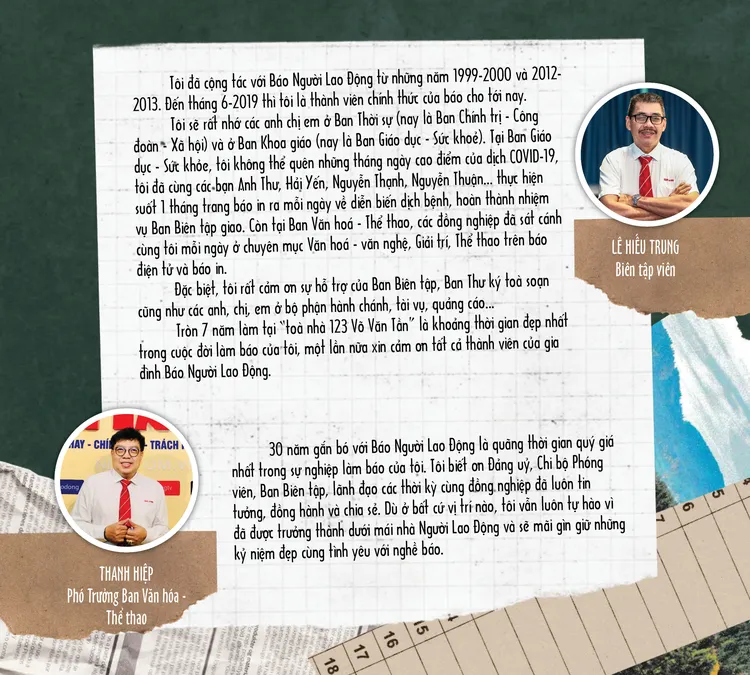 Tôi đã cộng tác với Báo Người Lao Động từ những năm 1999-2000 và 2012-
2013. Đến tháng 6-2019 thì tôi là thành viên chính thức của báo cho tới nay.
Tôi sẽ rất nhớ các anh chị em ở Ban Thời sự (nay là Ban Chính trị - Công
đoàn - Xã hội) và ở Ban Khoa giáo (nay là Ban Giáo dục - Sức khoẻ). Tại Ban Giáo
dục - Sức khỏe, tôi không thể quên những tháng ngày cao điểm của dịch COVID-19,
tôi đã cùng các bạn Anh Thư, Hải Yến, Nguyễn Thạnh, Nguyễn Thuận... thực hiện
suốt 1 tháng trang báo in ra mỗi ngày về diễn biến dịch bệnh, hoàn thành nhiệm
vụ Ban Biên tập giao. Còn tại Ban Văn hoá - Thể thao, các đồng nghiệp đã sát cánh
cùng tôi mỗi ngày ở chuyên mục Văn hoá - văn nghệ, Giải trí, Thể thao trên báo
điện tử và báo in.
Đặc biệt, tôi rất cảm ơn sự hỗ trợ của Ban Biên tập, Ban Thư ký toà soạn
cũng như các anh, chị, em ở bộ phận hành chánh, tài vụ, quảng cáo...
Tròn 7 năm làm tại "toà nhà 123 Võ Văn Tần" là khoảng thời gian đẹp nhất
trong cuộc đời làm báo của tôi, một lần nữa xin cảm ơn tất cả thành viên của gia
đình Báo Người Lao Động.
LÊ HIẾU TRUNG
Biên tập viên
30 năm gắn bó với Báo Người Lao Động là quãng thời gian quý giá
nhất trong sự nghiệp làm báo của tôi. Tôi biết ơn Đảng uỷ, Chi bộ Phóng
viên, Ban Biên tập, lãnh đạo các thời kỳ cùng đồng nghiệp đã luôn tin
tưởng, đồng hành và chia sẻ. Dù ở bất cứ vị trí nào, tôi vẫn luôn tự hào vì
đã được trưởng thành dưới mái nhà Người Lao Động và sẽ mãi gìn giữ những
kỷ niệm đẹp cùng tình yêu với nghề báo.
HAY - CHÍN - TRÁCH
THANH HIỆP
Phó Trưởng Ban Văn hóa -
Thể thao
18 17 16 15 5 4